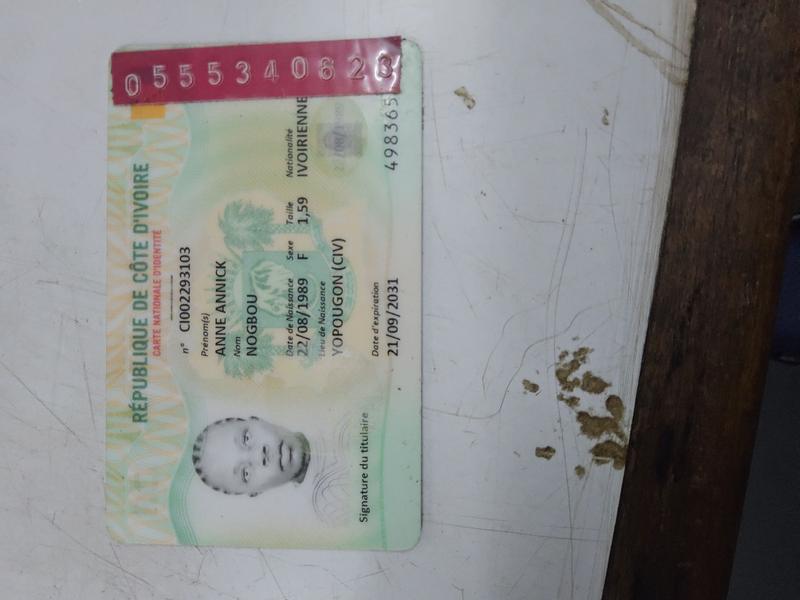 0555340623
RÉPUBLIQUE DE CÔTE D'IVOIRE
CARTE NATIONALE D'IDENTITÉ
n° CI002293103
Prénom(s)
ANNE ANNICK
Nom
NOGBOU
Date de Naissance Sexe Taille Nationalité
22/08/1989 F 1,59 IVOIRIENNE
Lieu de Naissance
YOPOUGON (CIV)
Date d'expiration
21/09/2031
498365
Signature du titulaire